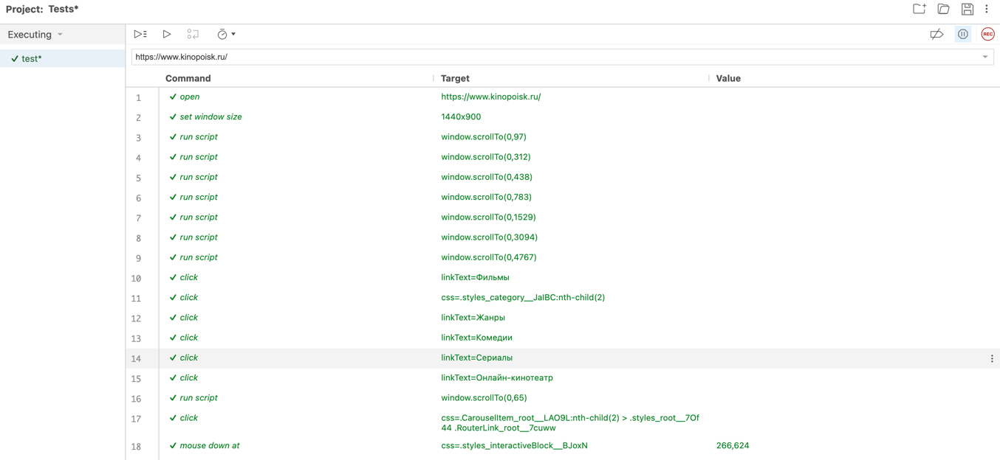 Project: Tests*
Executing
REC
test*
https://www.kinopoisk.ru/
Command Target Value
1 open https://www.kinopoisk.ru/
2 set window size 1440x900
3 run script window.scrollTo(0,97)
4 run script window.scrollTo(0,312)
5 run script window.scrollTo(0,438)
6 run script window.scrollTo(0,783)
7 run script window.scrollTo(0,1529)
8 run script window.scrollTo(0,3094)
9 run script window.scrollTo(0,4767)
10 click linkText=Фильмы
11 click css=.styles_category__JaIBC:nth-child(2)
12 click linkText=Жанры
13 click linkText=Комедии
14 click linkText=Сериалы
15 click linkText=Онлайн-кинотеатр
16 run script window.scrollTo(0,65)
17 click css=.CarouselItem_root__LAO9L:nth-child(2) > .styles_root__7Of
44 .RouterLink_root__7cuww
18 mouse down at css=.styles_interactiveBlock__BJoxN 266,624